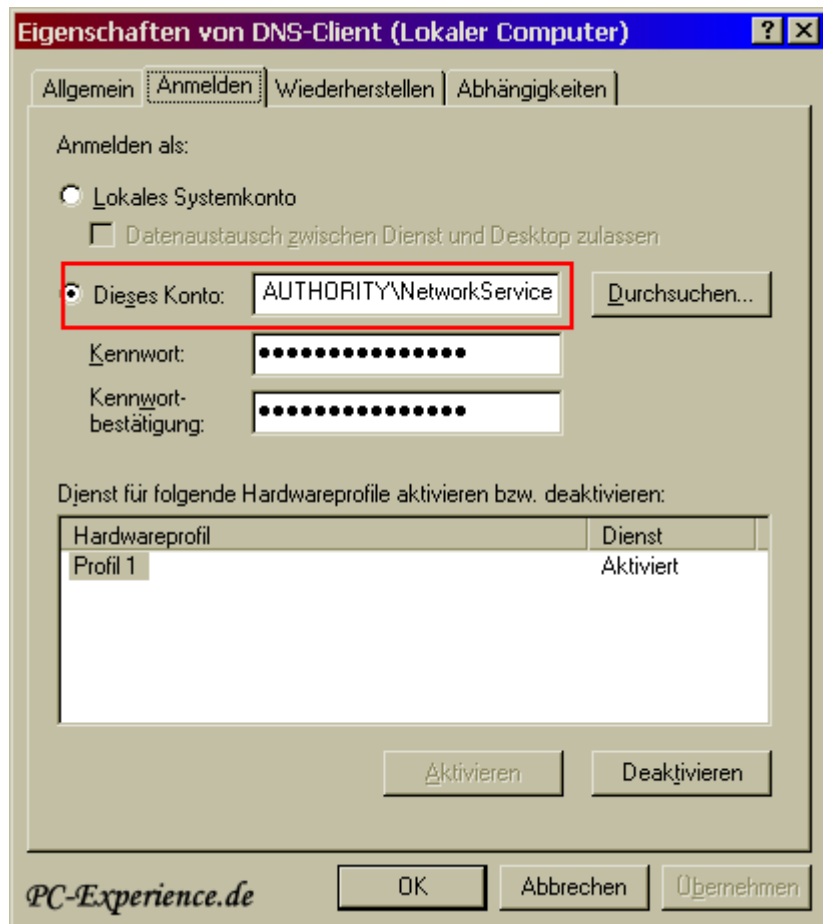 Eigenschaften von DNS-Client (Lokaler Computer)
Allgemein Anmelden Wiederherstellen Abhängigkeiten
Anmelden als:
Lokales Systemkonto
Datenaustausch zwischen Dienst und Desktop zulassen
Dieses Konto: AUTHORITY\NetworkService Durchsuchen...
Kennwort: ●●●●●●●●●●●●●●●
Kennwort-
bestätigung: ●●●●●●●●●●●●●●●
Dienst für folgende Hardwareprofile aktivieren bzw. deaktivieren:
Hardwareprofil Dienst
Profil 1 Aktiviert
Aktivieren Deaktivieren
PC-Experience.de OK Abbrechen Übernehmen